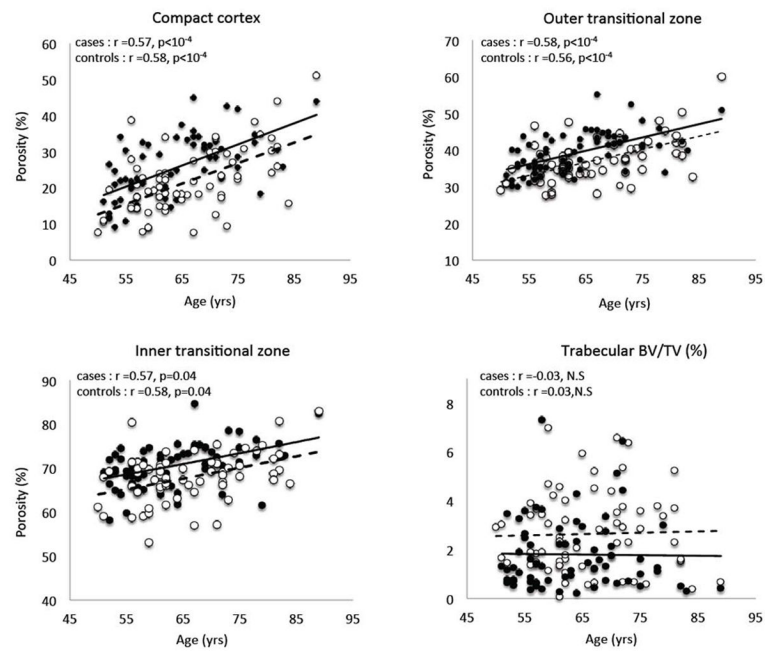 Compact cortex
cases : r =0.57, p<10-4
controls : r =0.58, p<10-4
Porosity (%)
60
50
40
30
20
10
0
45 55 65 75 85 95
Age (yrs)
Outer transitional zone
cases : r =0.58, p<10-4
controls : r =0.56, p<10-4
Porosity (%)
70
60
50
40
30
20
10
45 55 65 75 85 95
Age (yrs)
Inner transitional zone
cases : r =0.57, p=0.04
controls : r =0.58, p=0.04
Porosity (%)
90
80
70
60
50
40
45 55 65 75 85 95
Age (yrs)
Trabecular BV/TV (%)
cases : r =-0.03, N.S
controls : r =0.03,N.S
8
6
4
2
0
45 55 65 75 85 95
Age (yrs)